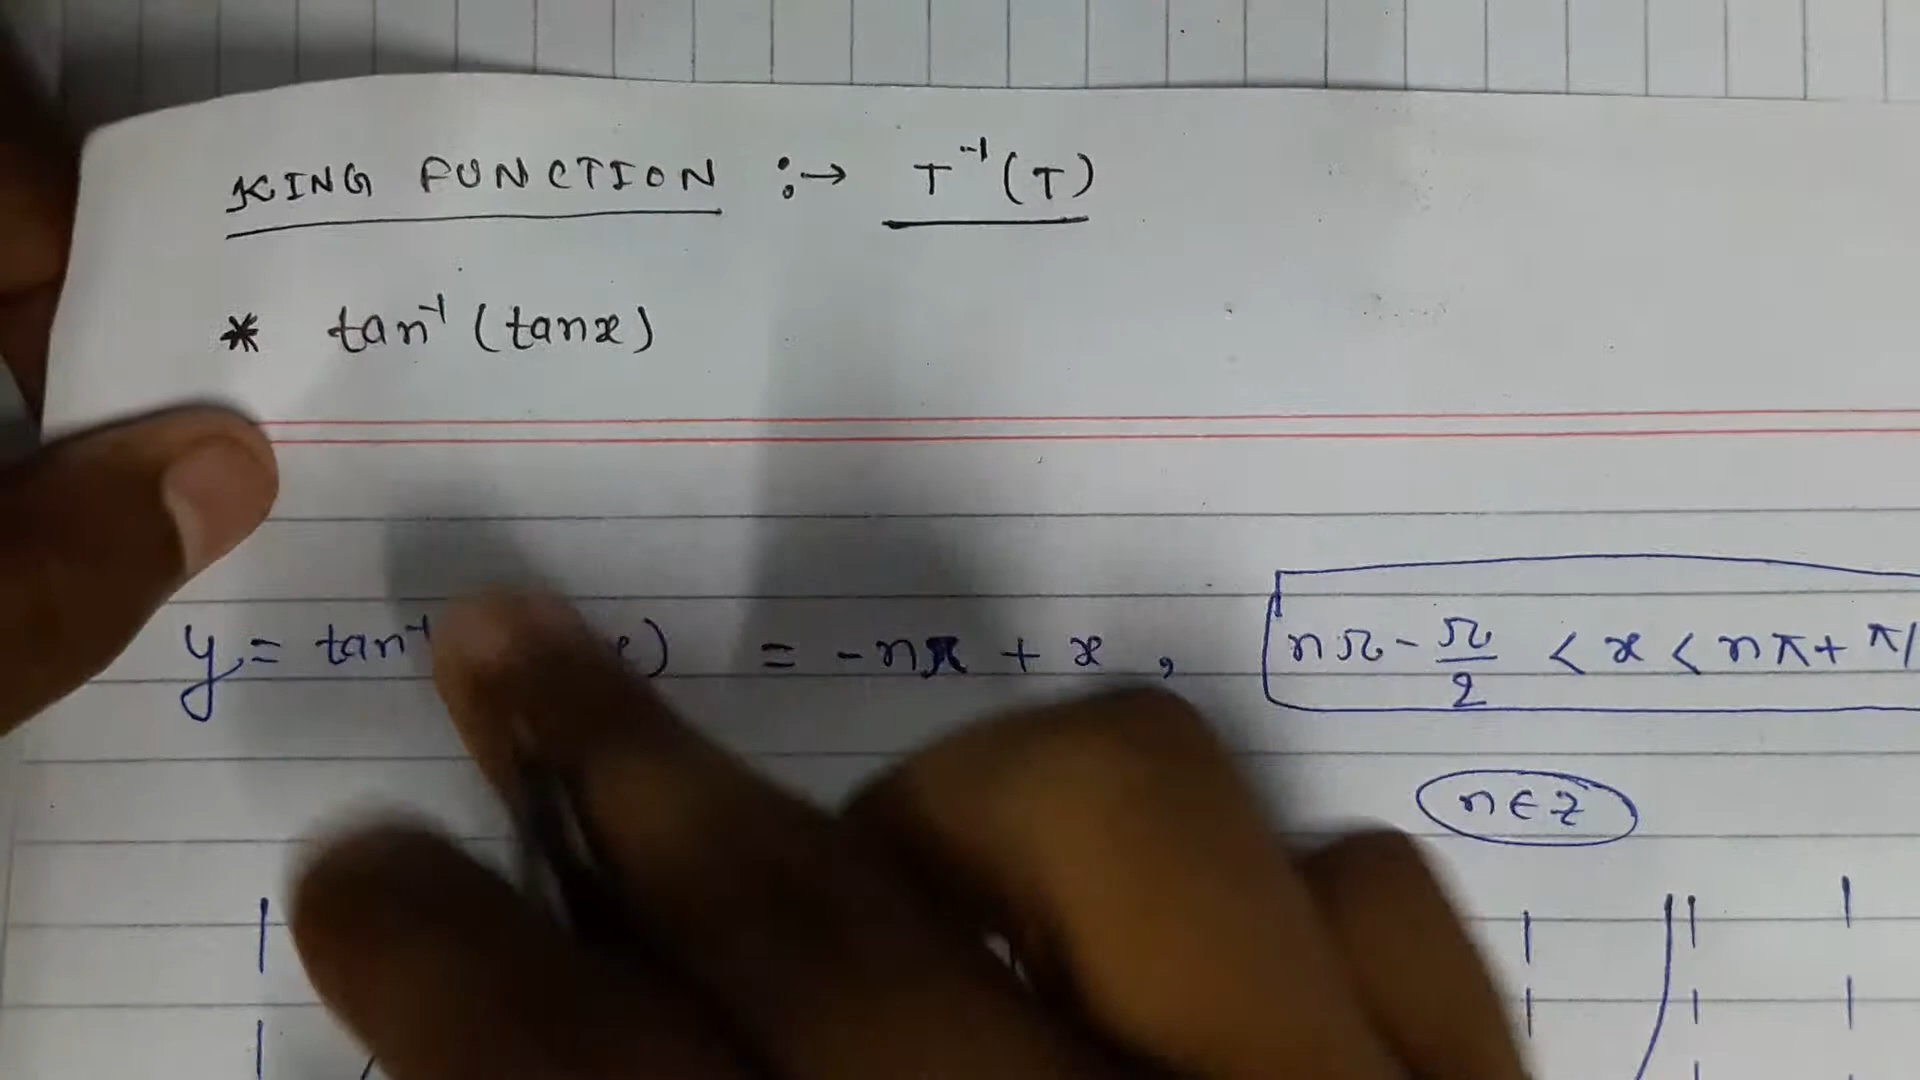 KING FUNCTION :→ T⁻¹(T)
* tan⁻¹ (tanx)
y = tan⁻¹ x) = -nπ + x , nπ - π/2 < x < nπ + π/
n ∈ Z